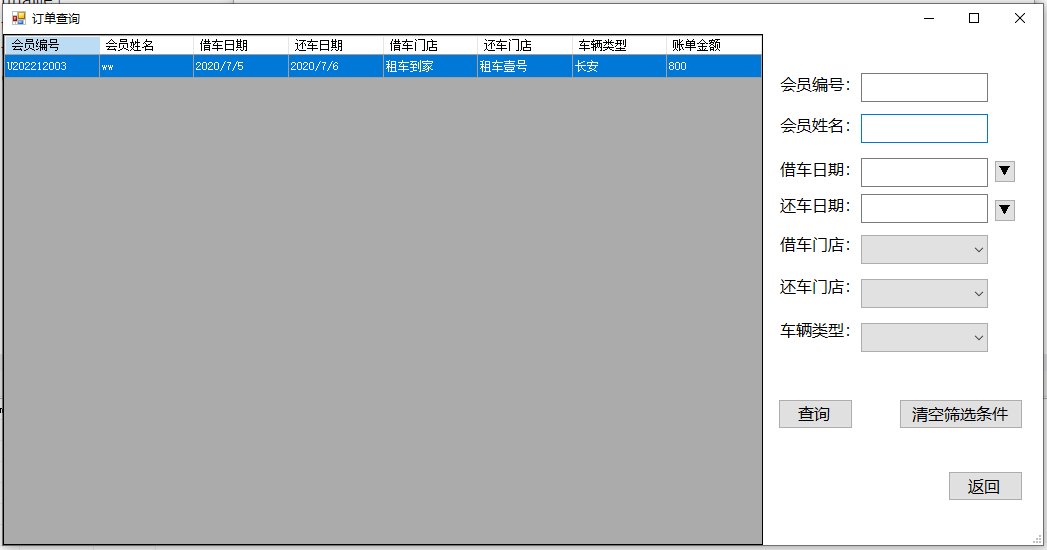 订单查询
会员编号 会员姓名 借车日期 还车日期 借车门店 还车门店 车辆类型 账单金额
U202212003 ww 2020/7/5 2020/7/6 租车到家 租车壹号 长安 800
会员编号：
会员姓名：
借车日期：
还车日期：
借车门店：
还车门店：
车辆类型：
查询 清空筛选条件
返回